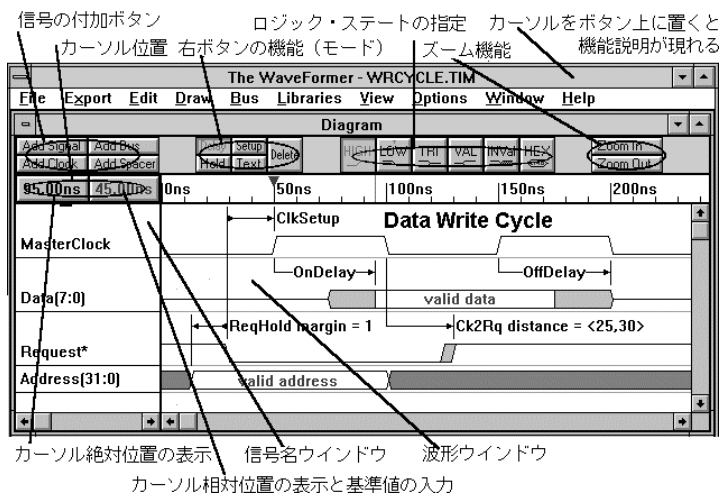 信号の付加ボタン
ロジック・ステートの指定
カーソルをボタン上に置くと
機能説明が現れる
カーソル位置
右ボタンの機能（モード）
ズーム機能
The WaveFormer - WRCYCLE.TIM
File Export Edit Draw Bus Libraries View Options Window Help
Diagram
Add Signal Add Bus
Add Clock Add Spacer
Delay Setup
Hold Text
Delete
HIGH LOW TRI VAL INVal HEX
Zoom In
Zoom Out
95.00ns 45.00ns 0ns 50ns 100ns 150ns 200ns
ClkSetup
Data Write Cycle
MasterClock
OnDelay
OffDelay
Data(7:0)
valid data
ReqHold margin = 1
Ck2Rq distance = <25,30>
Request*
Address(31:0)
valid address
カーソル絶対位置の表示
信号名ウインドウ
波形ウインドウ
カーソル相対位置の表示と基準値の入力